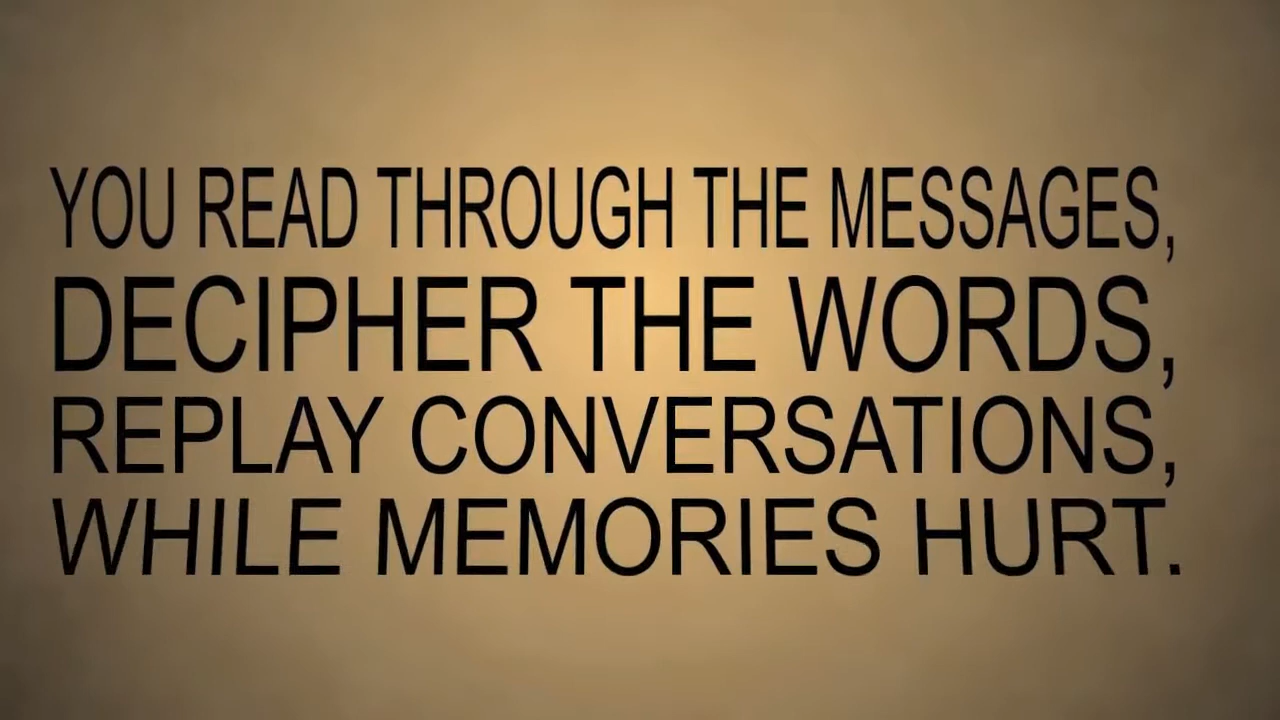 YOU READ THROUGH THE MESSAGES,
DECIPHER THE WORDS,
REPLAY CONVERSATIONS,
WHILE MEMORIES HURT.